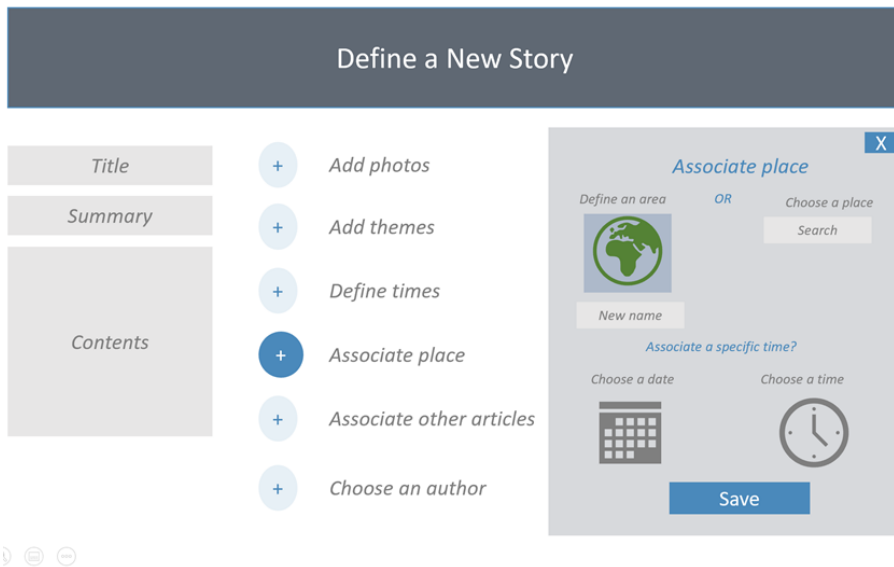 Define a New Story
Title
Summary
Contents
+ Add photos
+ Add themes
+ Define times
+ Associate place
+ Associate other articles
+ Choose an author
X
Associate place
Define an area
OR
Choose a place
Search
New name
Associate a specific time?
Choose a date
Choose a time
Save